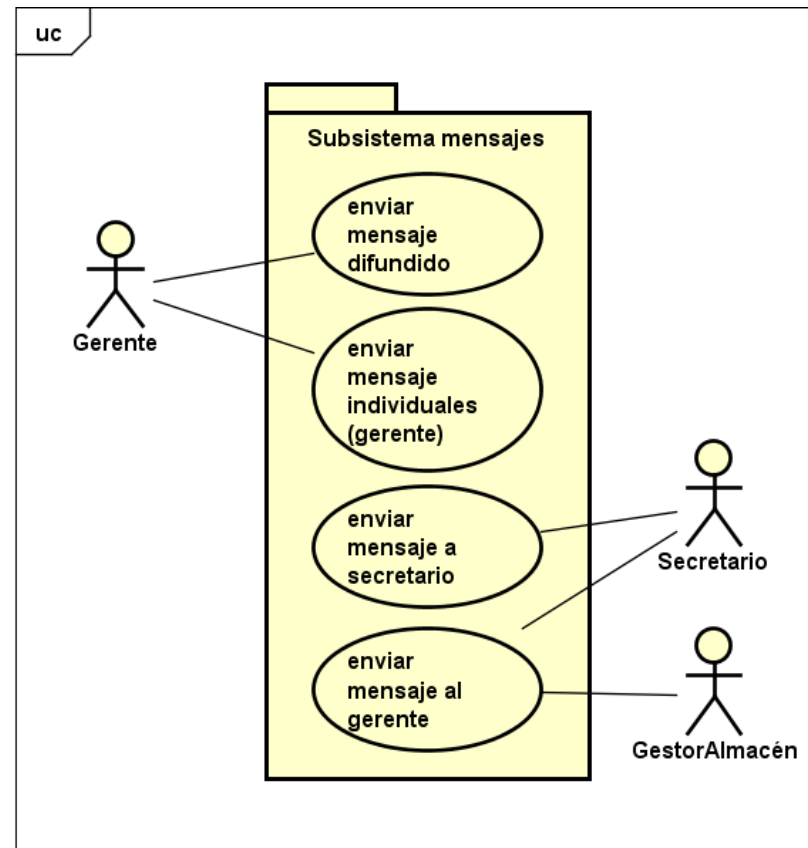 uc
Subsistema mensajes
enviar
mensaje
difundido
Gerente
enviar
mensaje
individuales
(gerente)
enviar
mensaje a
secretario
Secretario
enviar
mensaje al
gerente
GestorAlmacén